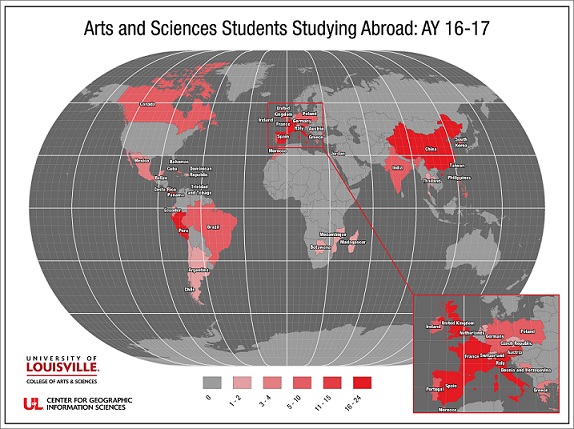 Arts and Sciences Students Studying Abroad: AY 16-17
Canada
United
Kingdom
Poland
Ireland
Germany
France
Italy
Austria
Spain
Greece
Morocco
Jordan
China
South
Korea
Taiwan
India
Thailand
Philippines
Mexico
Bahamas
Cuba
Dominican
Republic
Belize
Costa Rica
Trinidad
and Tobago
Panama
Ecuador
Peru
Brazil
Argentina
Chile
Mozambique
Botswana
Madagascar
United Kingdom
Ireland
Netherlands
Poland
Germany
Czech Republic
France
Switzerland
Austria
Italy
Bosnia and Herzegovina
Portugal
Spain
Greece
Morocco
UNIVERSITY OF
LOUISVILLE.
COLLEGE OF ARTS & SCIENCES
UL CENTER FOR GEOGRAPHIC
INFORMATION SCIENCES
0
1 - 2
3 - 4
5 - 10
11 - 15
16 - 24